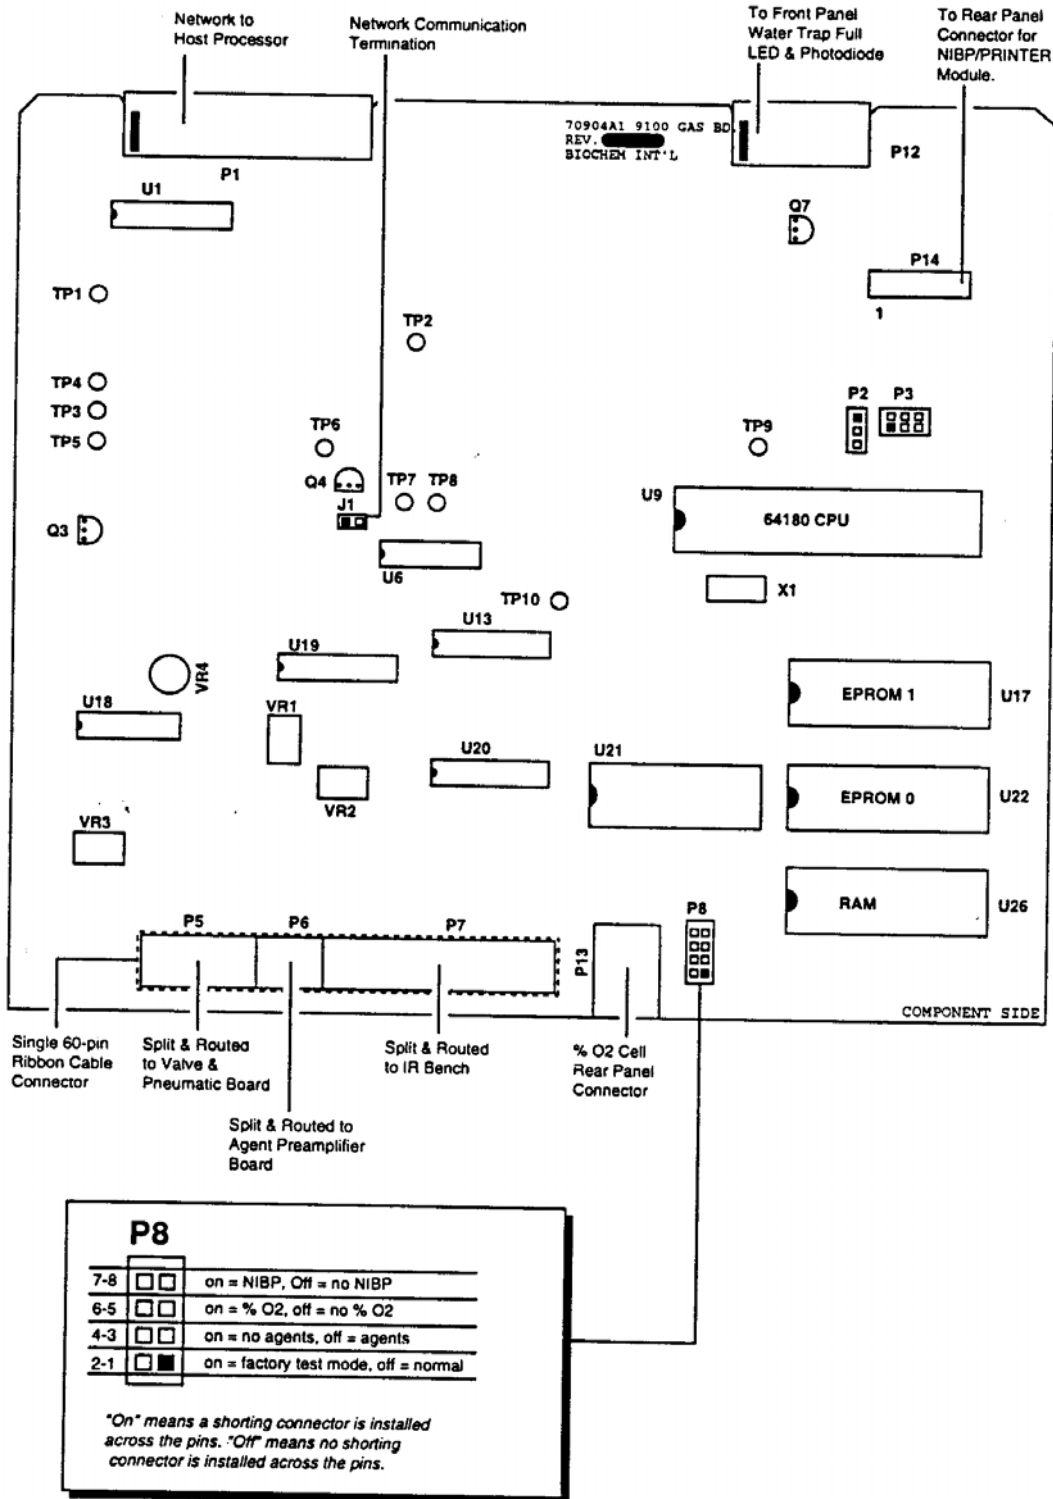 Network to
Host Processor
Network Communication
Termination
To Front Panel
Water Trap Full
LED & Photodiode
To Rear Panel
Connector for
NIBP/PRINTER
Module.
70904A1 9100 GAS BD.
REV.
BIOCHEM INT'L
P12
P1
U1
Q7
P14
1
TP1
TP2
TP4
TP3
TP5
P2
P3
TP6
TP9
Q4
TP7
TP8
J1
U9
64180 CPU
Q3
U6
X1
TP10
U13
U19
VR4
EPROM 1
U17
U18
VR1
U20
U21
VR2
EPROM 0
U22
VR3
RAM
U26
P5
P6
P7
P13
P8
COMPONENT SIDE
Single 60-pin
Ribbon Cable
Connector
Split & Routed
to Valve &
Pneumatic Board
Split & Routed
to IR Bench
% O2 Cell
Rear Panel
Connector
Split & Routed to
Agent Preamplifier
Board
P8
7-8 on = NIBP, Off = no NIBP
6-5 on = % O2, off = no % O2
4-3 on = no agents, off = agents
2-1 on = factory test mode, off = normal
"On" means a shorting connector is installed
across the pins. "Off" means no shorting
connector is installed across the pins.